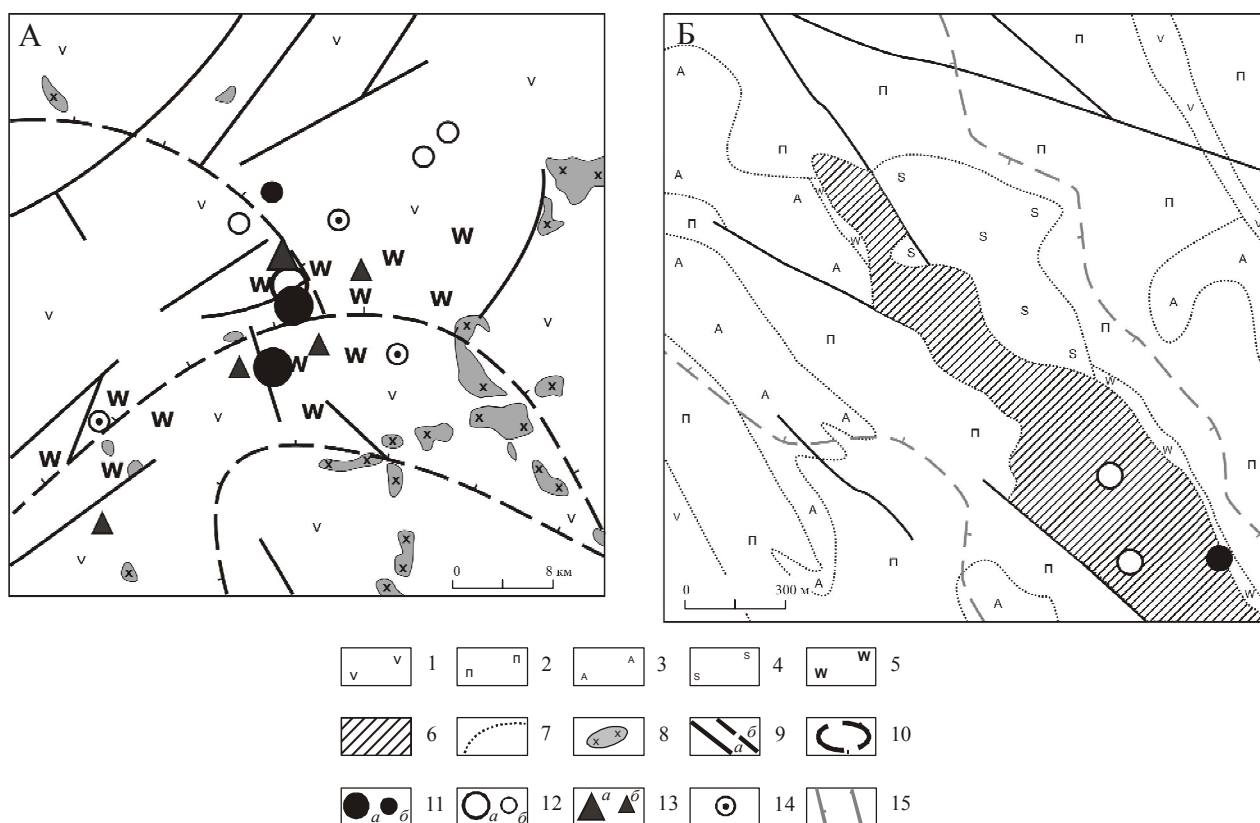 А
v v
v
x
x x
v v
x
W
W
W
W W W
v v
x
W W
x x
v
W W
W v x x
x
x
W x x x
W x
x
v v
x
v x
x
x
0 8 км
Б
П v П
А П
v
П П
А S
W А П
П S
W S А
А А
S А
А П П
S
А W
П А П
W П
А
v
П П П
А А W
0 300 м
v v 1
П П 2
А А 3
S S 4
W W 5
6
7
x x 8
а б 9
10
а б 11
а б 12
а б 13
14
15